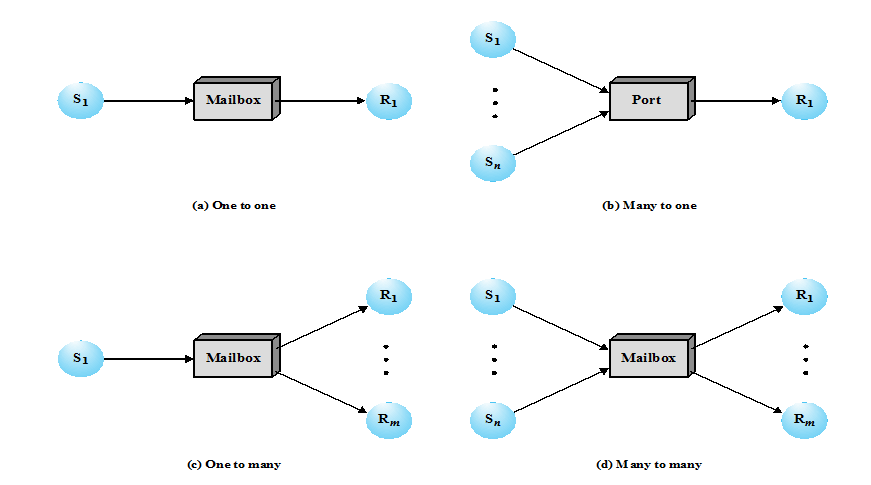 S1
Mailbox
R1
(a) One to one
S1
Sn
Port
R1
(b) Many to one
S1
Mailbox
R1
Rm
(c) One to many
S1
Sn
Mailbox
R1
Rm
(d) Many to many